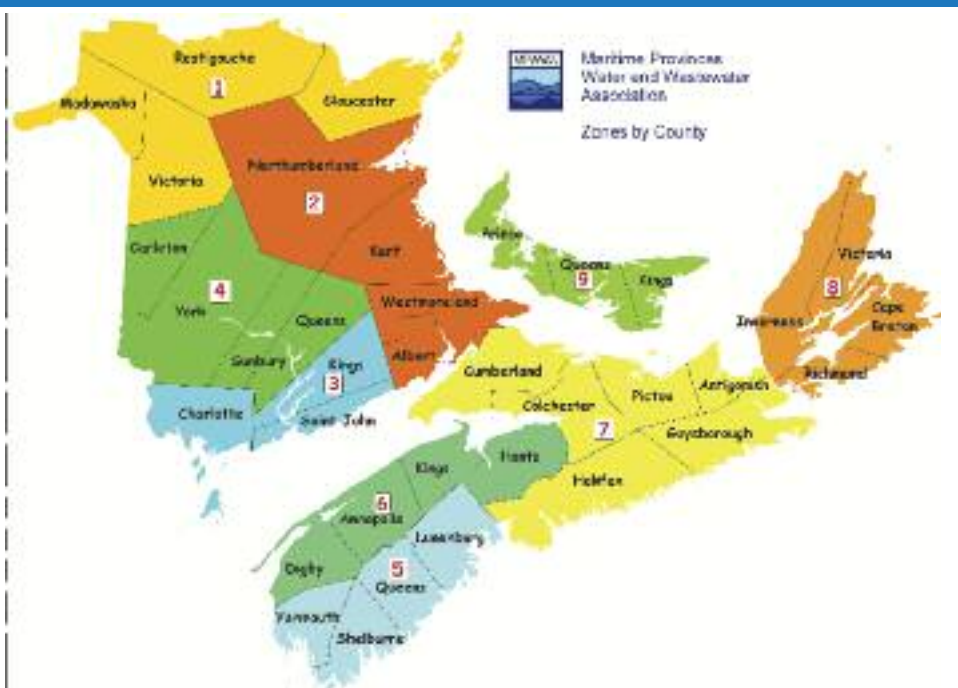 MPWWA
Maritime Provinces
Water and Wastewater
Association
Zones by County
Restigouche
1
Gloucester
Madawaska
Victoria
Northumberland
2
Kent
Westmoreland
Albert
Carleton
4
York
Queens
Sunbury
Kings
3
Saint John
Charlotte
Prince
Queens
9
Kings
Victoria
8
Inverness
Cape
Breton
Richmond
Cumberland
Colchester
Pictou
Antigonish
7
Guysborough
Halifax
Hants
Kings
6
Annapolis
Digby
Lunenburg
5
Queens
Yarmouth
Shelburne